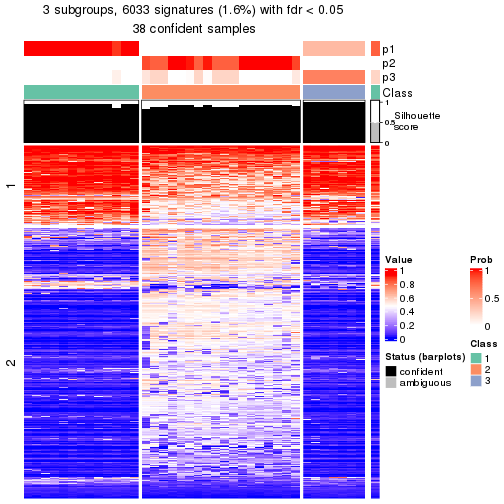 3 subgroups, 6033 signatures (1.6%) with fdr < 0.05
38 confident samples
p1
p2
p3
Class
1
0.5
0
Silhouette
score
1
2
Value
1
0.8
0.6
0.4
0.2
0
Prob
1
0.5
0
Status (barplots)
confident
ambiguous
Class
1
2
3